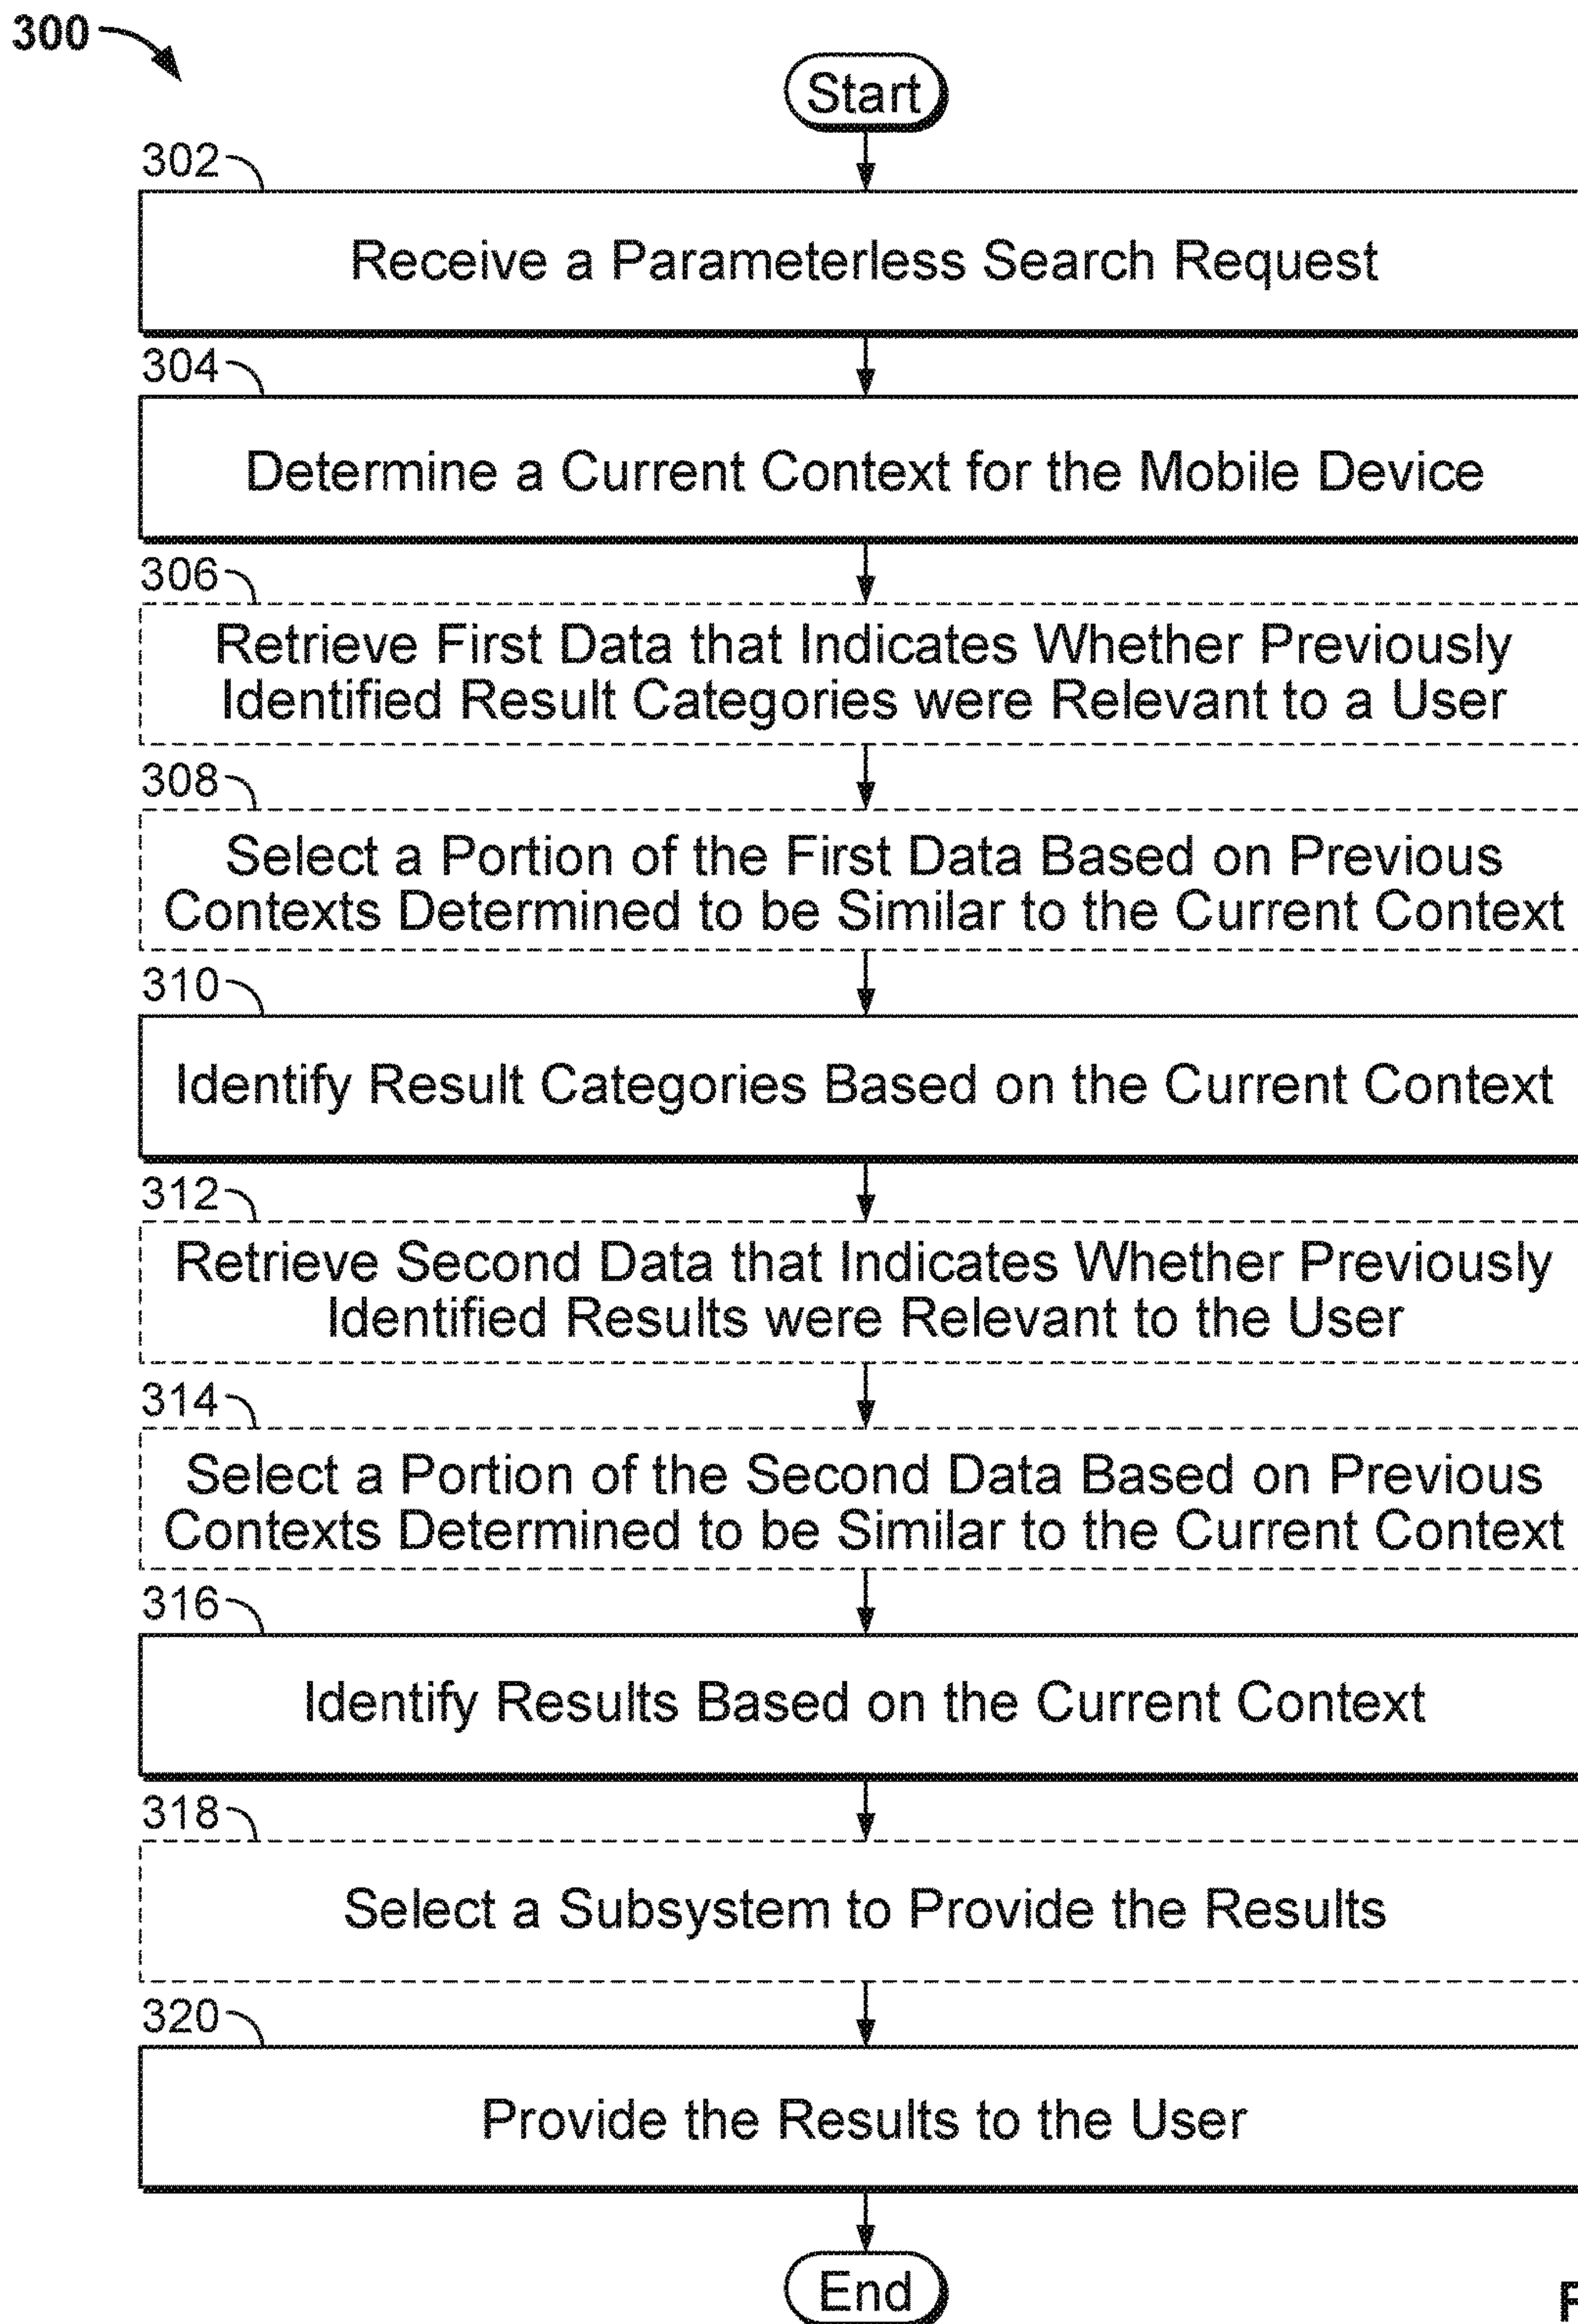 300
Start
302
Receive a Parameterless Search Request
304
Determine a Current Context for the Mobile Device
306
Retrieve First Data that Indicates Whether Previously
Identified Result Categories were Relevant to a User
308
Select a Portion of the First Data Based on Previous
Contexts Determined to be Similar to the Current Context
310
Identify Result Categories Based on the Current Context
312
Retrieve Second Data that Indicates Whether Previously
Identified Results were Relevant to the User
314
Select a Portion of the Second Data Based on Previous
Contexts Determined to be Similar to the Current Context
316
Identify Results Based on the Current Context
318
Select a Subsystem to Provide the Results
320
Provide the Results to the User
End